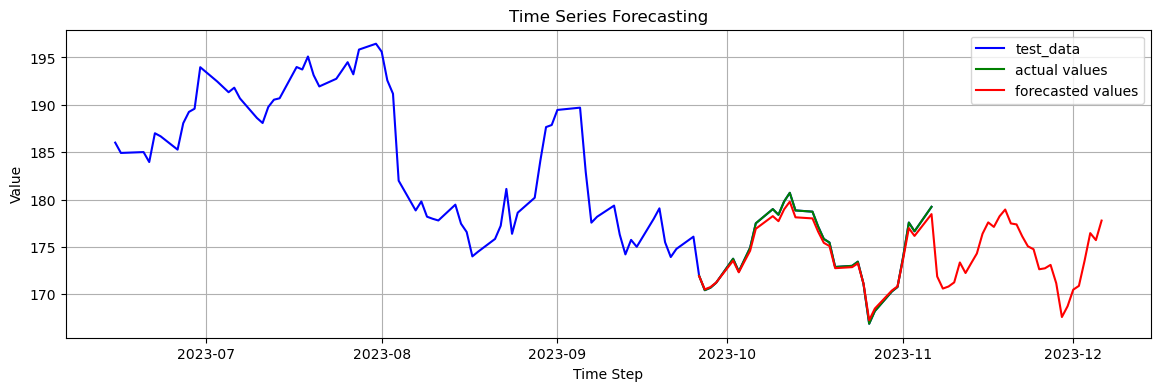 Time Series Forecasting
test_data
actual values
forecasted values
Value
195
190
185
180
175
170
2023-07
2023-08
2023-09
2023-10
2023-11
2023-12
Time Step